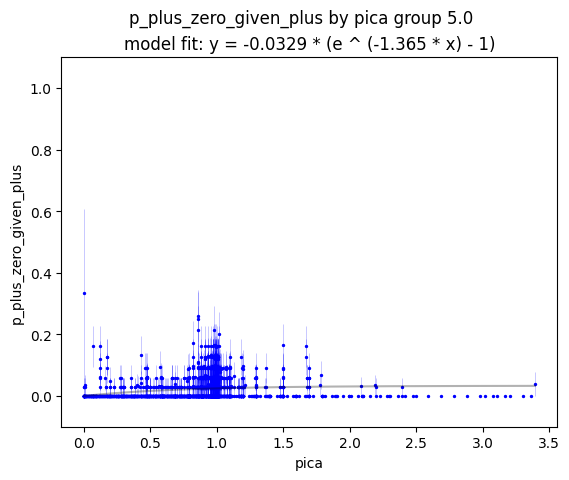 p_plus_zero_given_plus by pica group 5.0
model fit: y = -0.0329 * (e ^ (-1.365 * x) - 1)
1.0
0.8
0.6
0.4
0.2
0.0
p_plus_zero_given_plus
0.0 0.5 1.0 1.5 2.0 2.5 3.0 3.5
pica